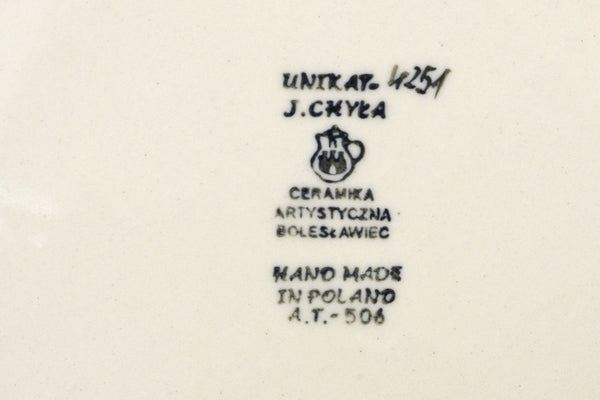 UNIKAT- 4251
J. CHYŁA
CERAMIKA
ARTYSTYCZNA
BOLESŁAWIEC
HAND MADE
IN POLAND
A.T.- 506